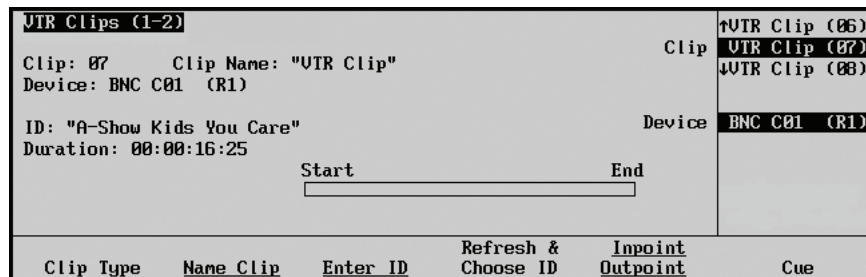 VTR Clips (1-2)
Clip: 07 Clip Name: "VTR Clip"
Device: BNC C01 (R1)
ID: "A-Show Kids You Care"
Duration: 00:00:16:25
Start End
Clip
↑VTR Clip (06)
VTR Clip (07)
↓VTR Clip (08)
Device
BNC C01 (R1)
Clip Type
Name Clip
Enter ID
Refresh &
Choose ID
Inpoint
Outpoint
Cue